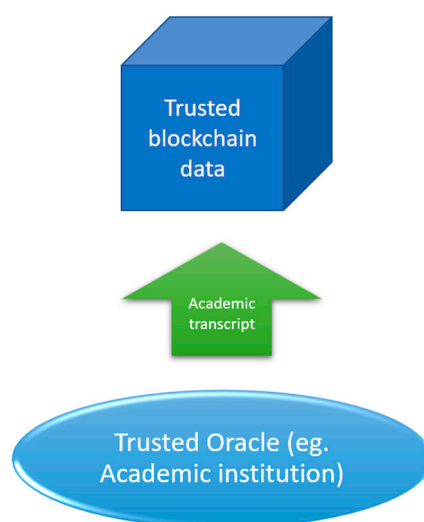 Trusted
blockchain
data
Academic
transcript
Trusted Oracle (eg.
Academic institution)